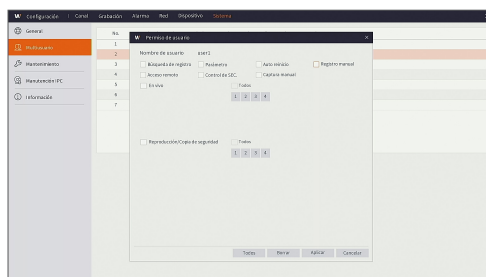 W Configuración Canal Grabación Alarma Red Dispositivo Sistema
General
Multiusuario
Mantenimiento
Manutención IPC
Información
No.
1
2
3
4
5
6
7
W Permiso de usuario ×
Nombre de usuario user1
Búsqueda de registro Parámetro Auto reinicio Registro manual
Acceso remoto Control de SEC. Captura manual
En vivo Todos
1 2 3 4
Reproducción/Copia de seguridad Todos
1 2 3 4
Todos Borrar Aplicar Cancelar